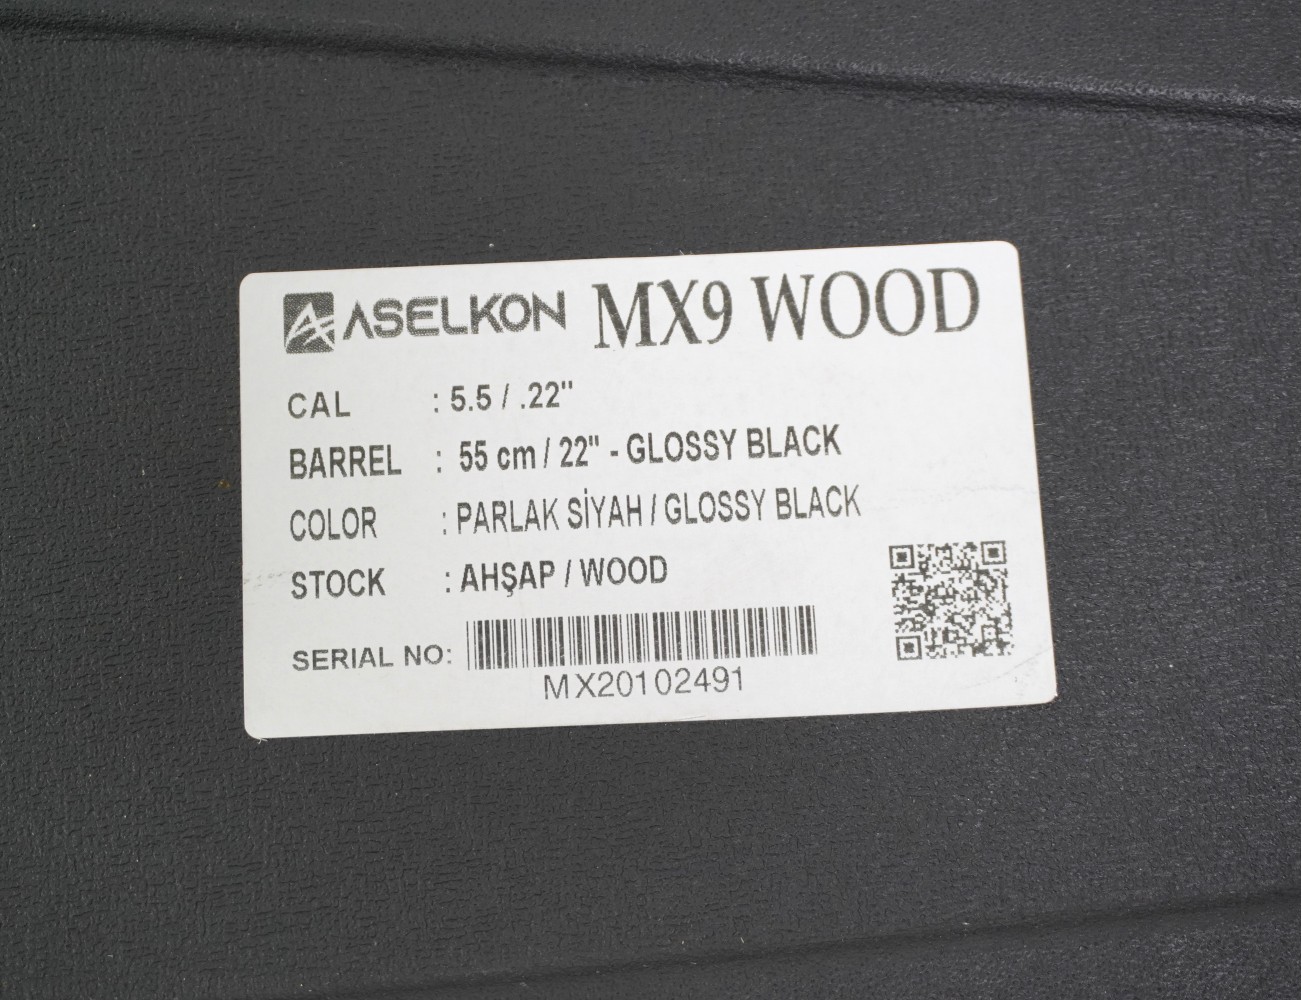 ASELKON MX9 WOOD
CAL : 5.5 / .22"
BARREL : 55 cm / 22" - GLOSSY BLACK
COLOR : PARLAK SİYAH / GLOSSY BLACK
STOCK : AHŞAP / WOOD
SERIAL NO:
MX20102491